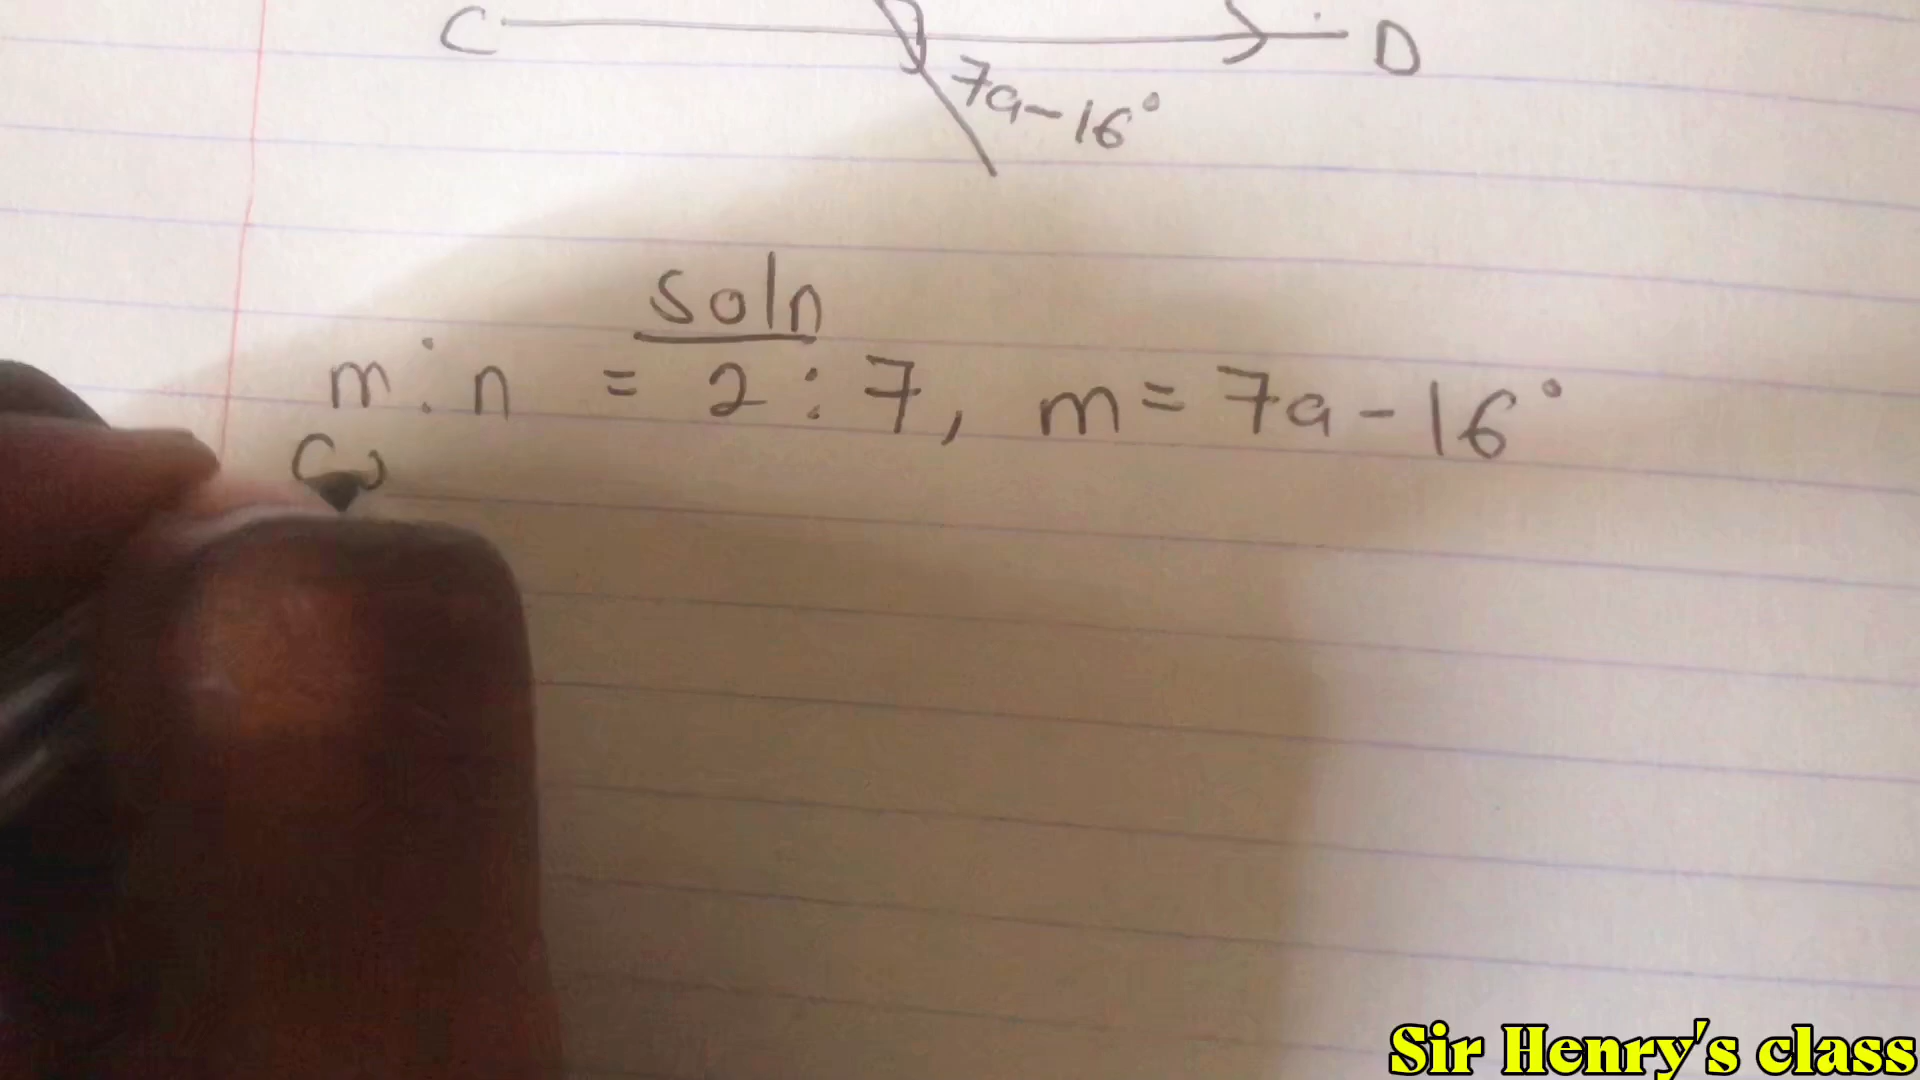 C D
7a-16°
Soln
m:n = 2:7, m = 7a-16°
Sir Henry's class